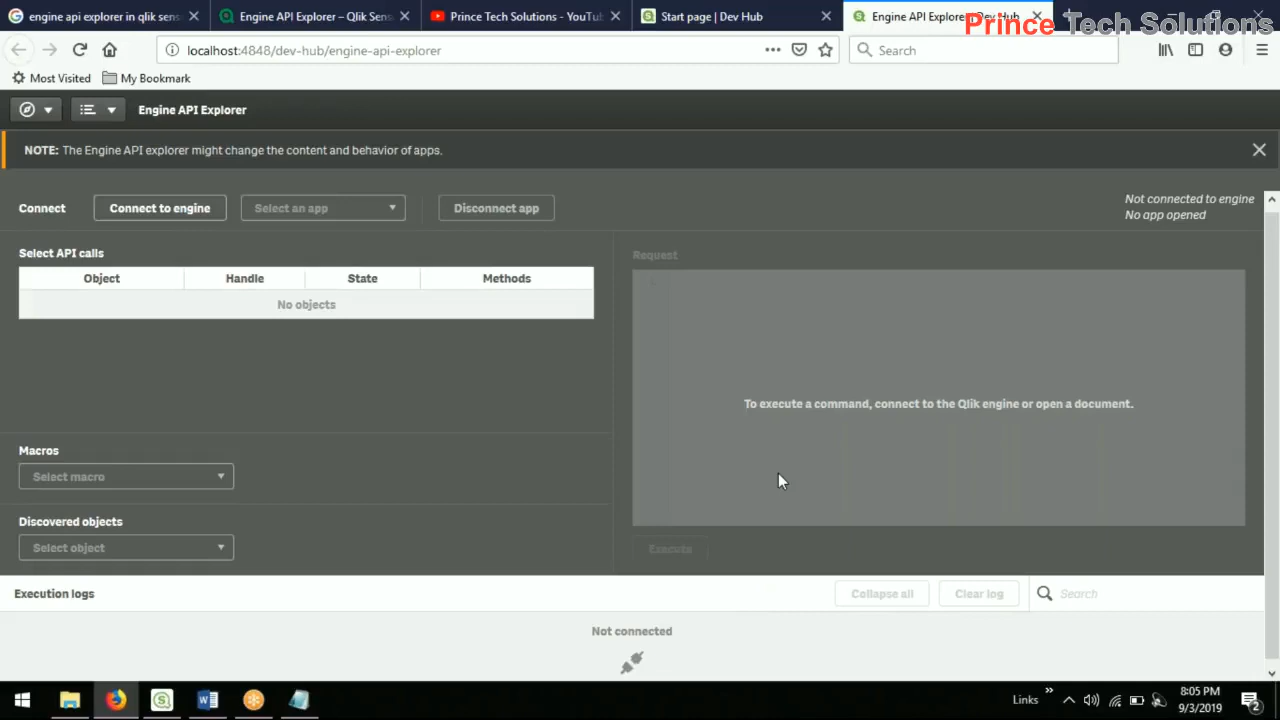 engine api explorer in qlik sens
Engine API Explorer – Qlik Sens
Prince Tech Solutions - YouTu
Start page | Dev Hub
Engine API Explorer
Prince Tech Solutions
localhost:4848/dev-hub/engine-api-explorer
Search
Most Visited
My Bookmark
Engine API Explorer
NOTE: The Engine API explorer might change the content and behavior of apps.
Connect
Connect to engine
Select an app
Disconnect app
Not connected to engine
No app opened
Select API calls
Object Handle State Methods
No objects
Request
To execute a command, connect to the Qlik engine or open a document.
Macros
Select macro
Discovered objects
Select object
Execute
Execution logs
Collapse all
Clear log
Search
Not connected
Links
8:05 PM
9/3/2019
2